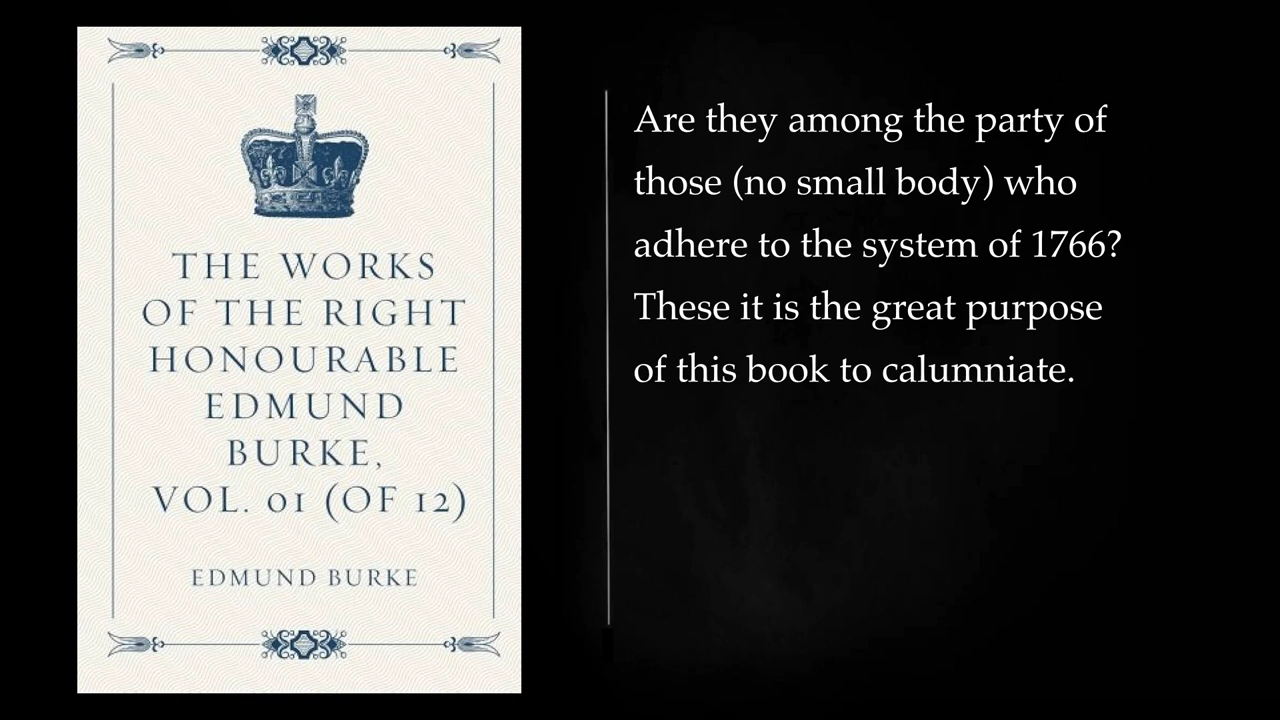 THE WORKS
OF THE RIGHT
HONOURABLE
EDMUND
BURKE,
VOL. 01 (OF 12)
EDMUND BURKE
Are they among the party of
those (no small body) who
adhere to the system of 1766?
These it is the great purpose
of this book to calumniate.